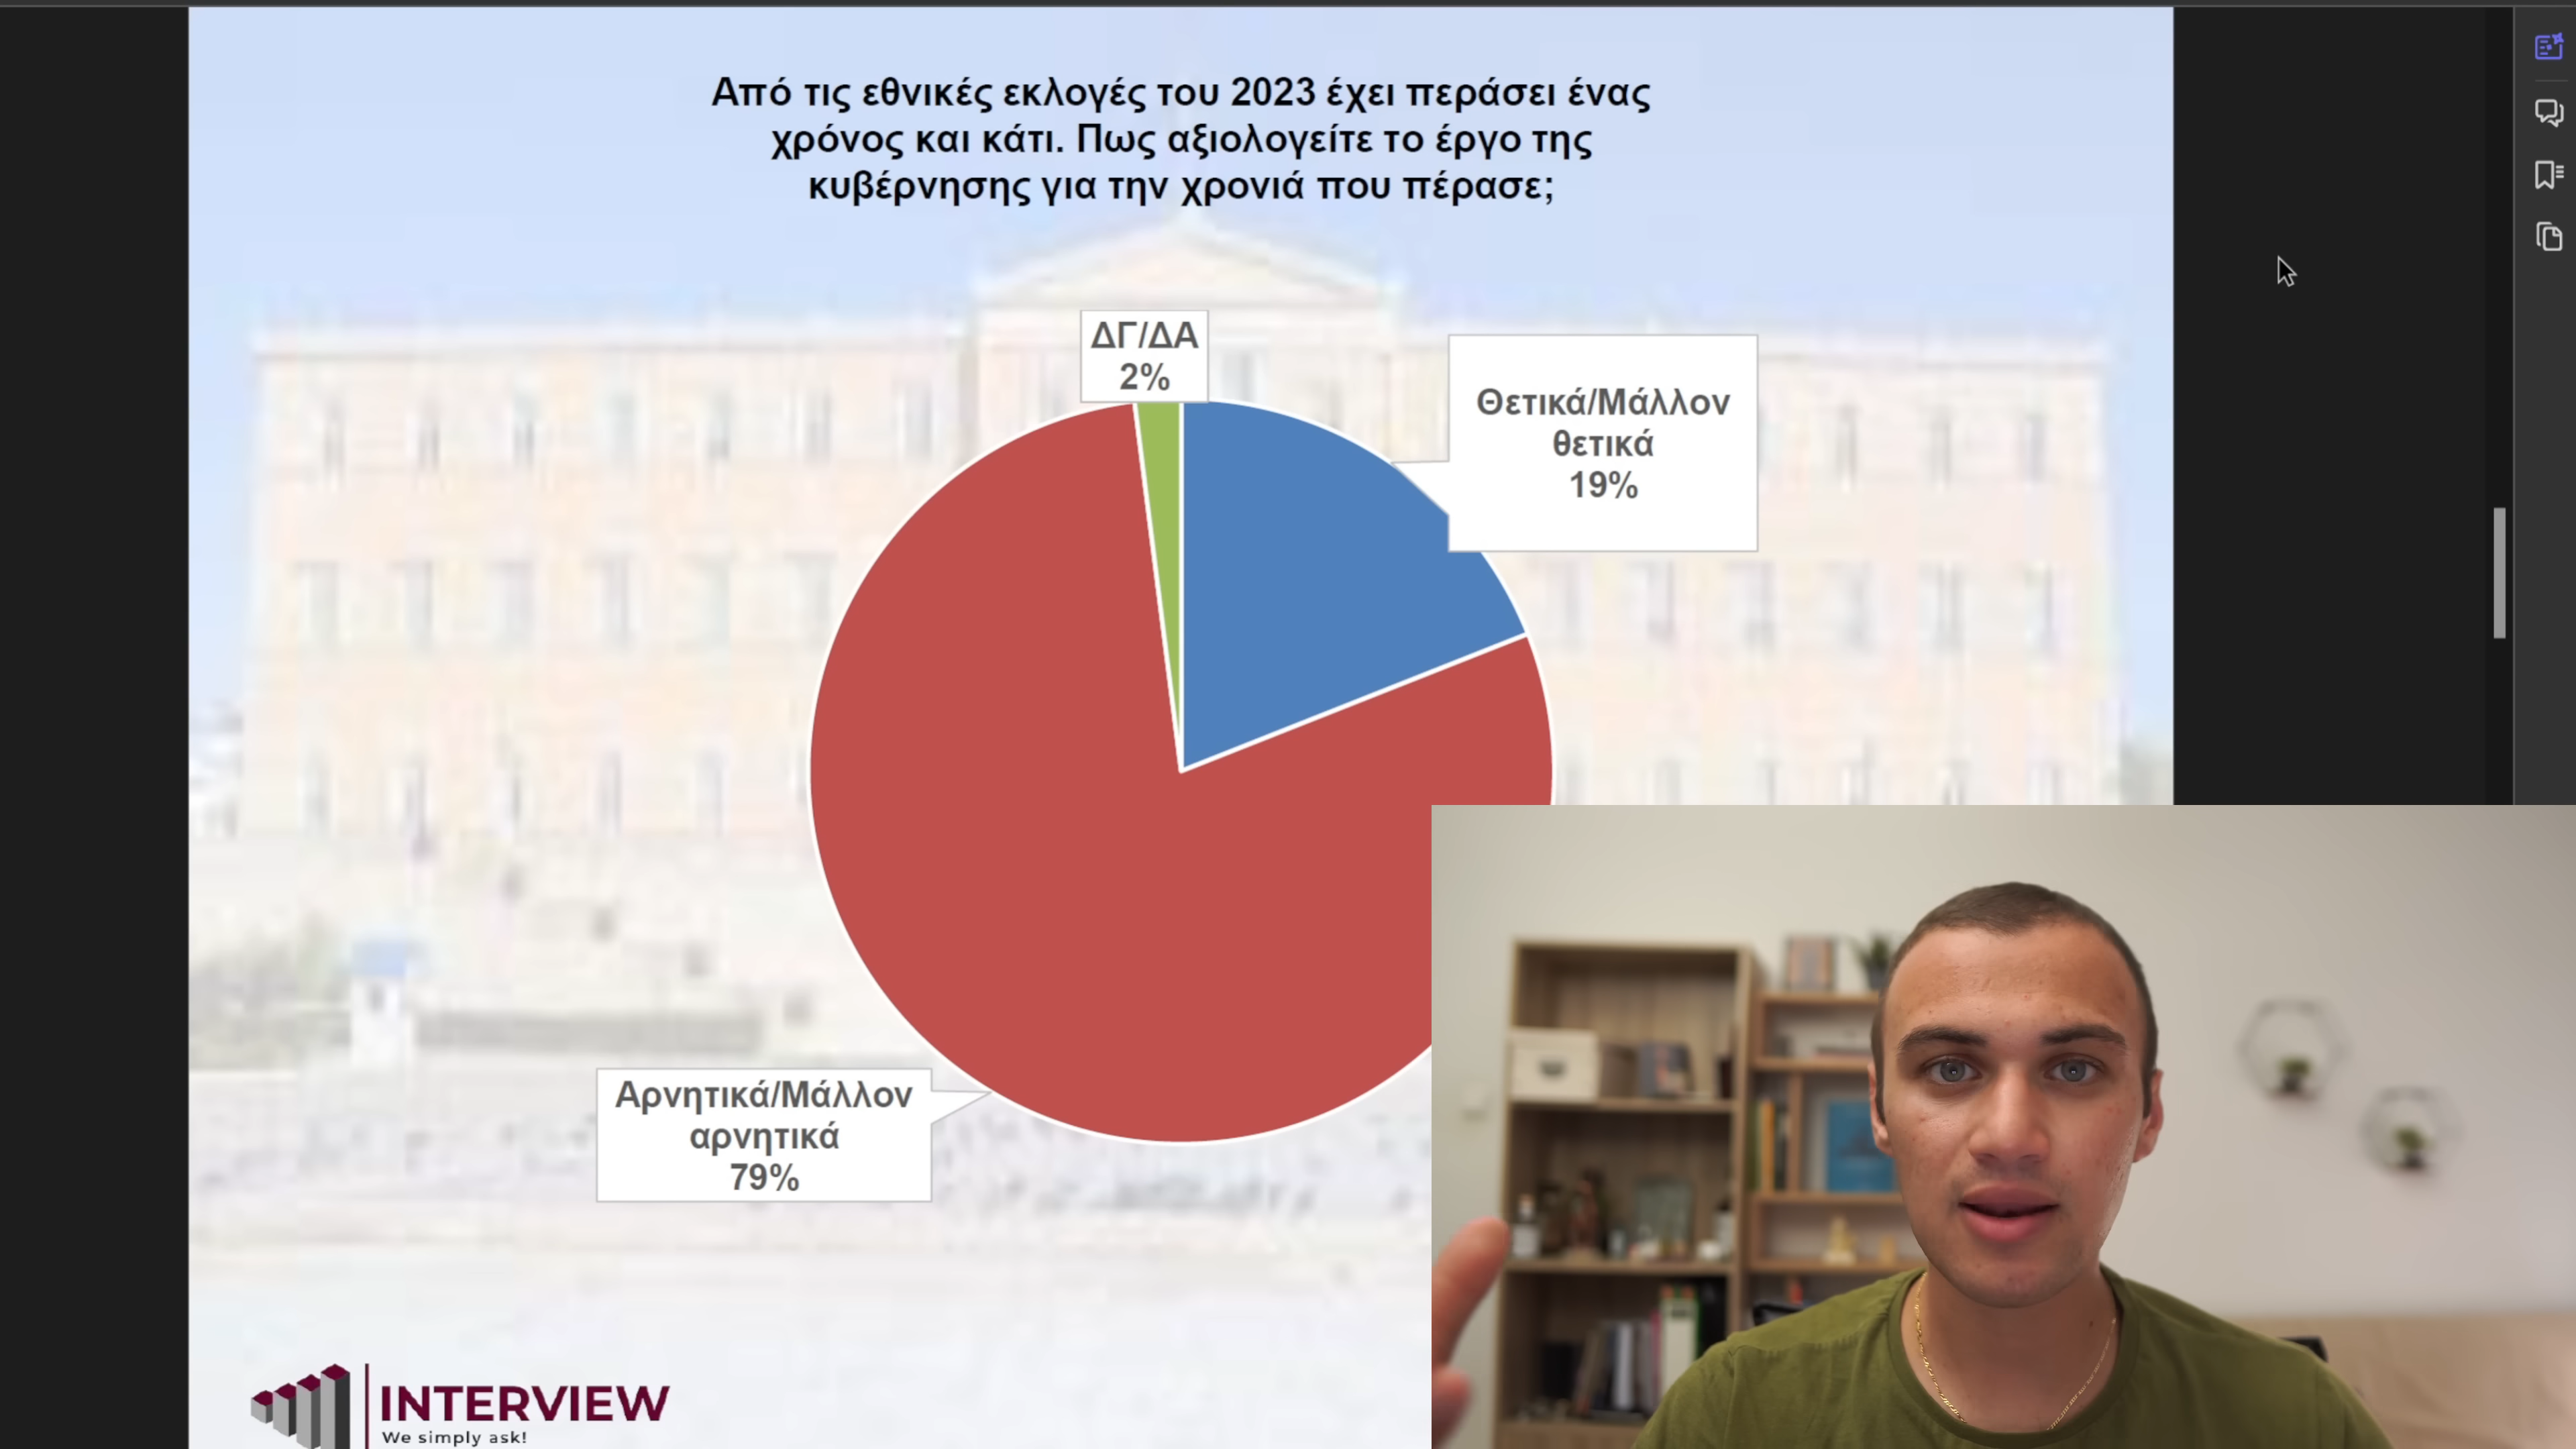 Από τις εθνικές εκλογές του 2023 έχει περάσει ένας
χρόνος και κάτι. Πως αξιολογείτε το έργο της
κυβέρνησης για την χρονιά που πέρασε;
ΔΓ/ΔΑ
2%
Θετικά/Μάλλον
θετικά
19%
Αρνητικά/Μάλλον
αρνητικά
79%
INTERVIEW
We simply ask!